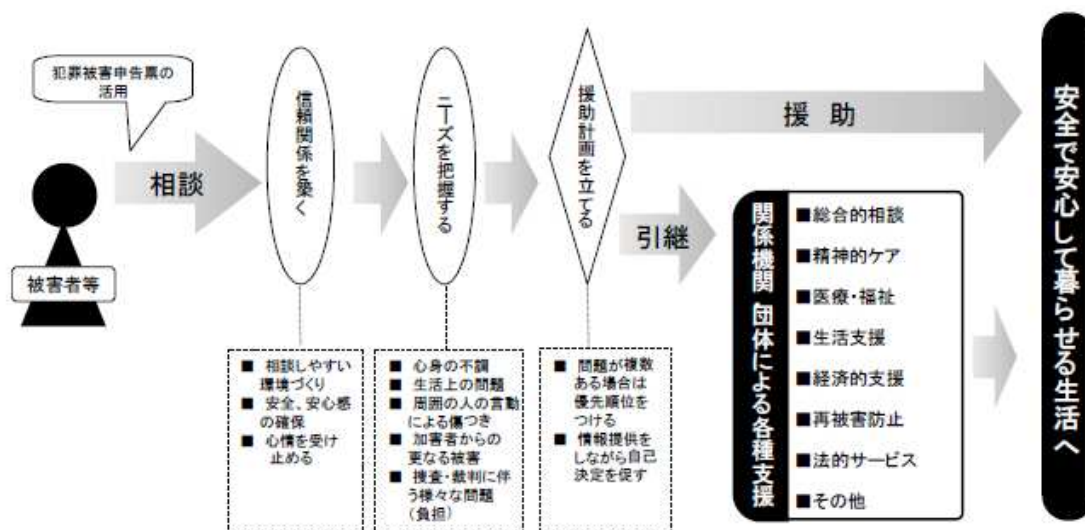 犯罪被害申告票の
活用
被害者等
相談
信頼関係を築く
■ 相談しやすい
環境づくり
■ 安全、安心感
の確保
■ 心情を受け
止める
ニーズを把握する
■ 心身の不調
■ 生活上の問題
■ 周囲の人の言動
による傷つき
■ 加害者からの
更なる被害
■ 捜査・裁判に伴
う様々な問題
(負担)
援助計画を立てる
■ 問題が複数
ある場合は
優先順位を
つける
■ 情報提供を
しながら自己
決定を促す
援 助
引継
関係機関 団体による各種支援
■総合的相談
■精神的ケア
■医療・福祉
■生活支援
■経済的支援
■再被害防止
■法的サービス
■その他
安全で安心して暮らせる生活へ